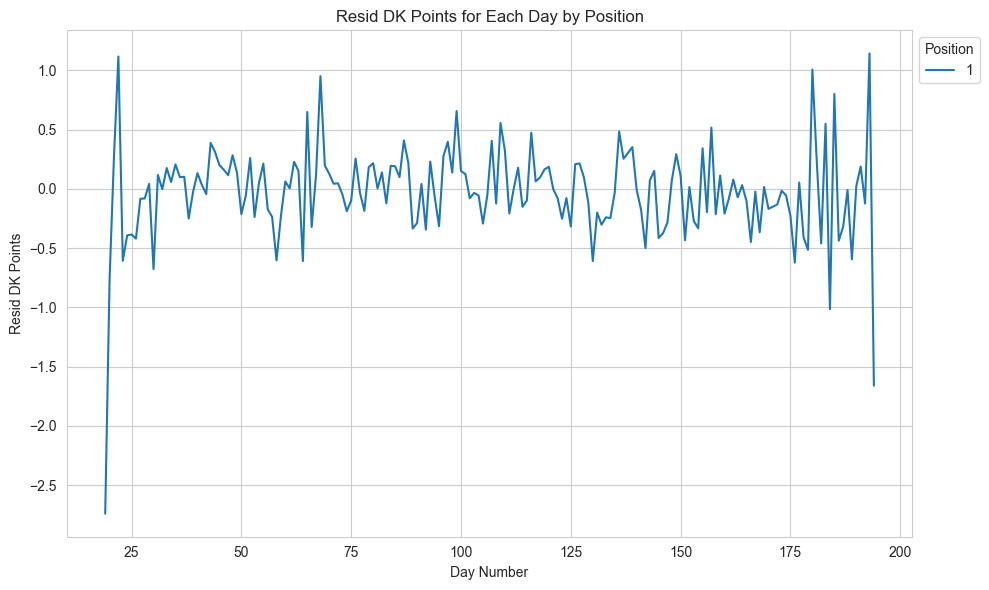 Resid DK Points for Each Day by Position
Position
1
Resid DK Points
1.0
0.5
0.0
−0.5
−1.0
−1.5
−2.0
−2.5
25 50 75 100 125 150 175 200
Day Number